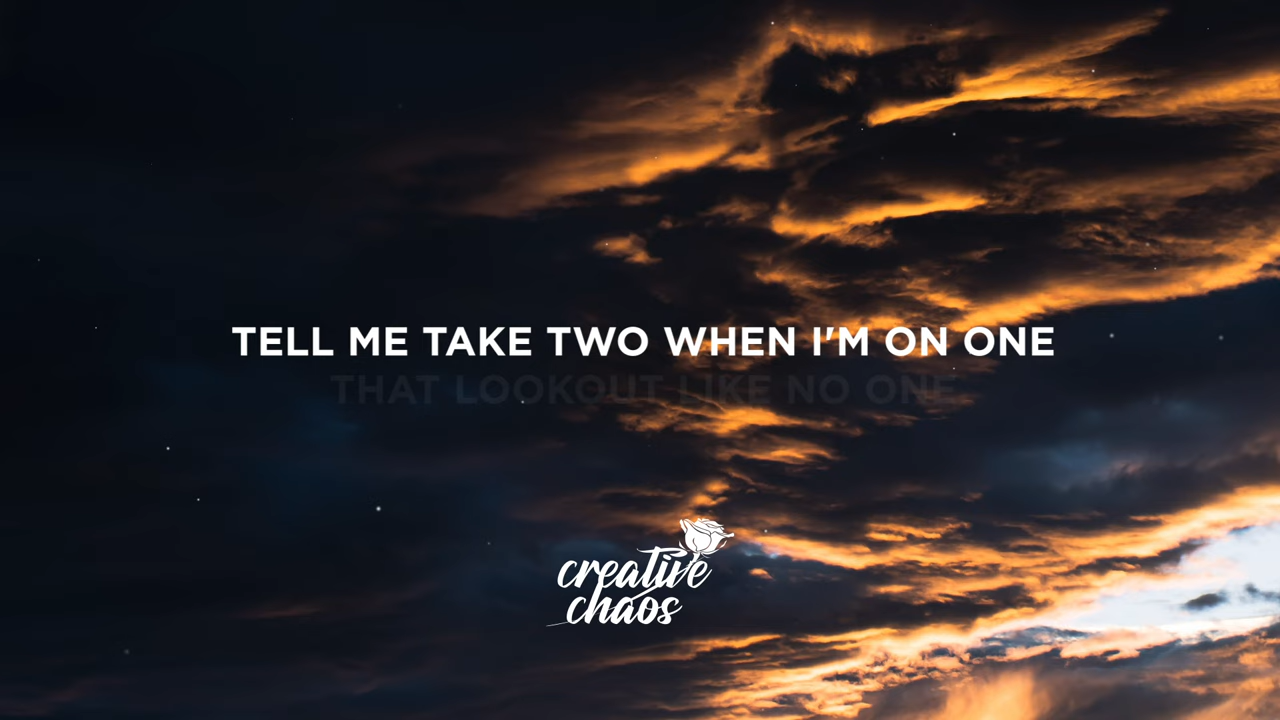 TELL ME TAKE TWO WHEN I'M ON ONE
THAT LOOKOUT LIKE NO ONE
creative
chaos